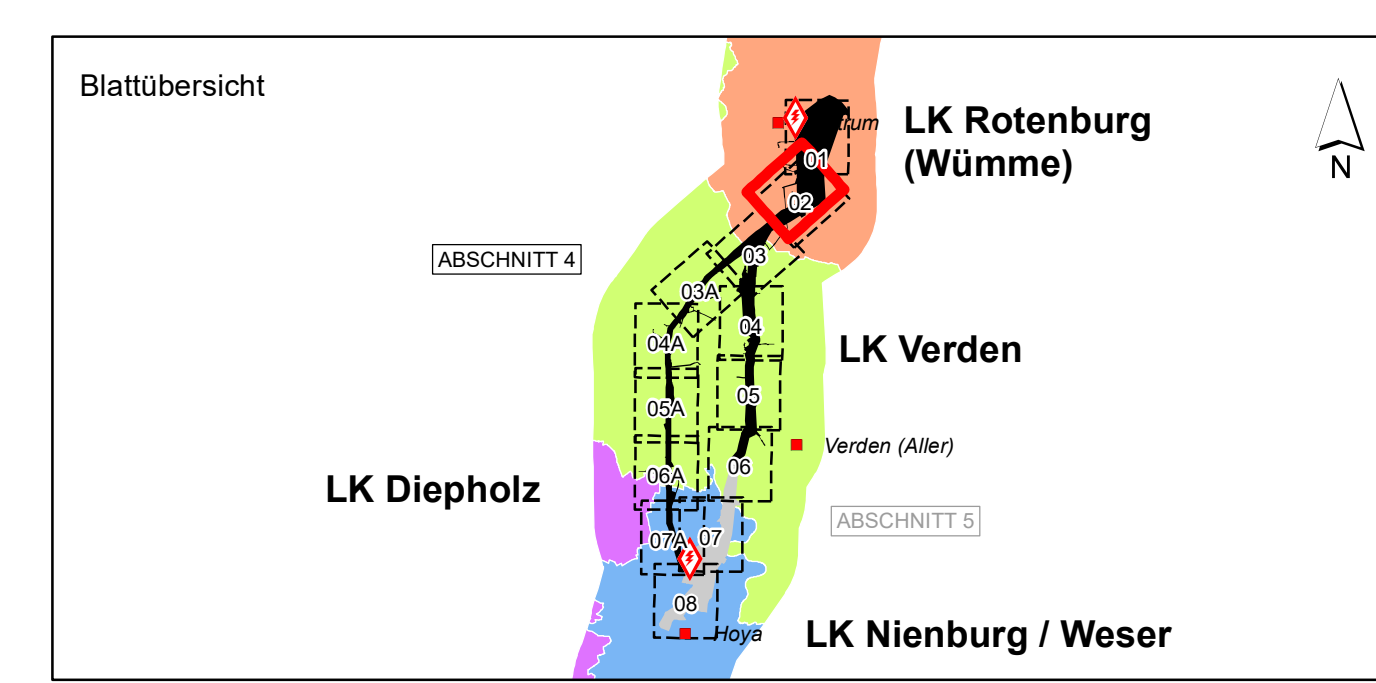 Blattübersicht
LK Rotenburg
(Wümme)
N
01
02
ABSCHNITT 4
03
03A
04
04A
LK Verden
05
05A
Verden (Aller)
06
06A
LK Diepholz
ABSCHNITT 5
07A
07
08
Hoya
LK Nienburg / Weser